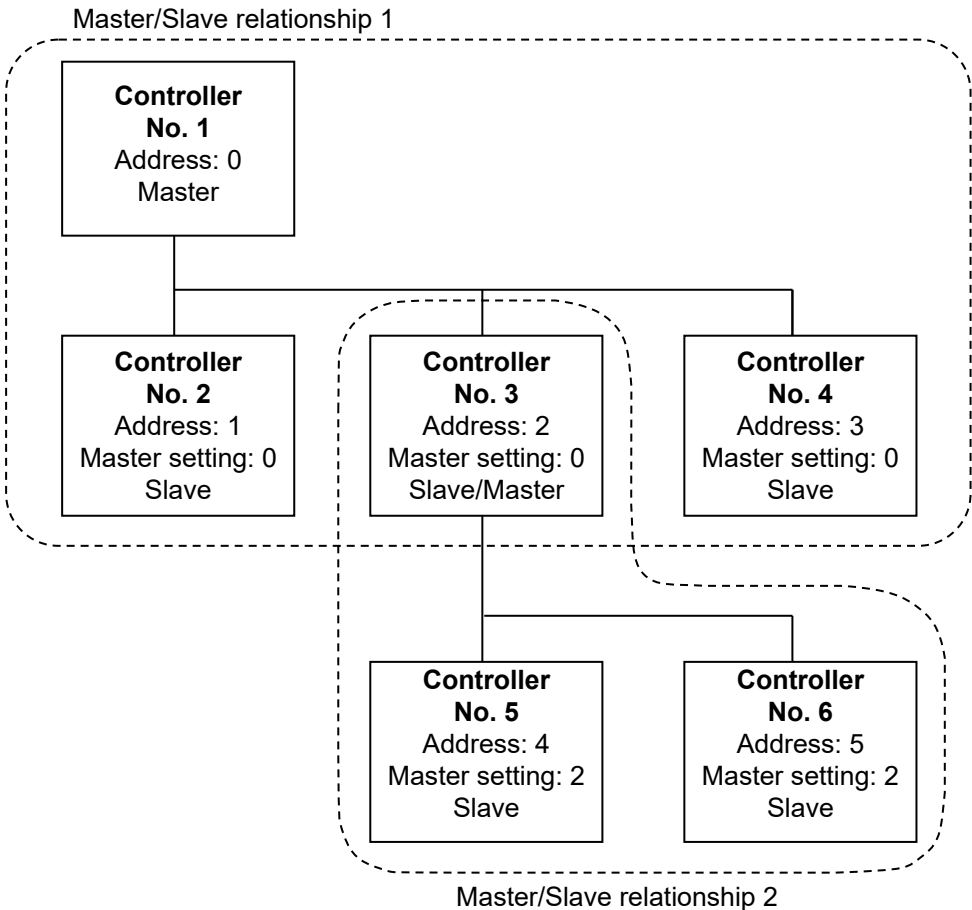 Master/Slave relationship 1
Controller
No. 1
Address: 0
Master
Controller
No. 2
Address: 1
Master setting: 0
Slave
Controller
No. 3
Address: 2
Master setting: 0
Slave/Master
Controller
No. 4
Address: 3
Master setting: 0
Slave
Controller
No. 5
Address: 4
Master setting: 2
Slave
Controller
No. 6
Address: 5
Master setting: 2
Slave
Master/Slave relationship 2